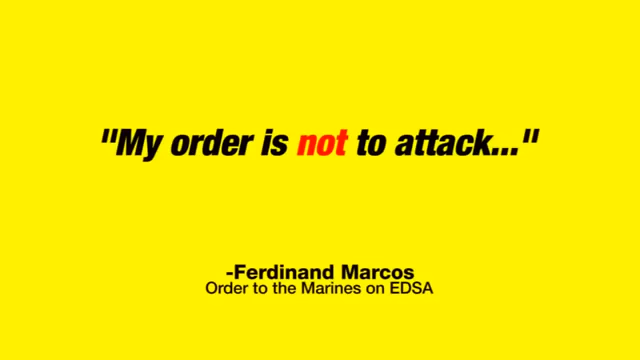 "My order is not to attack..."
-Ferdinand Marcos
Order to the Marines on EDSA